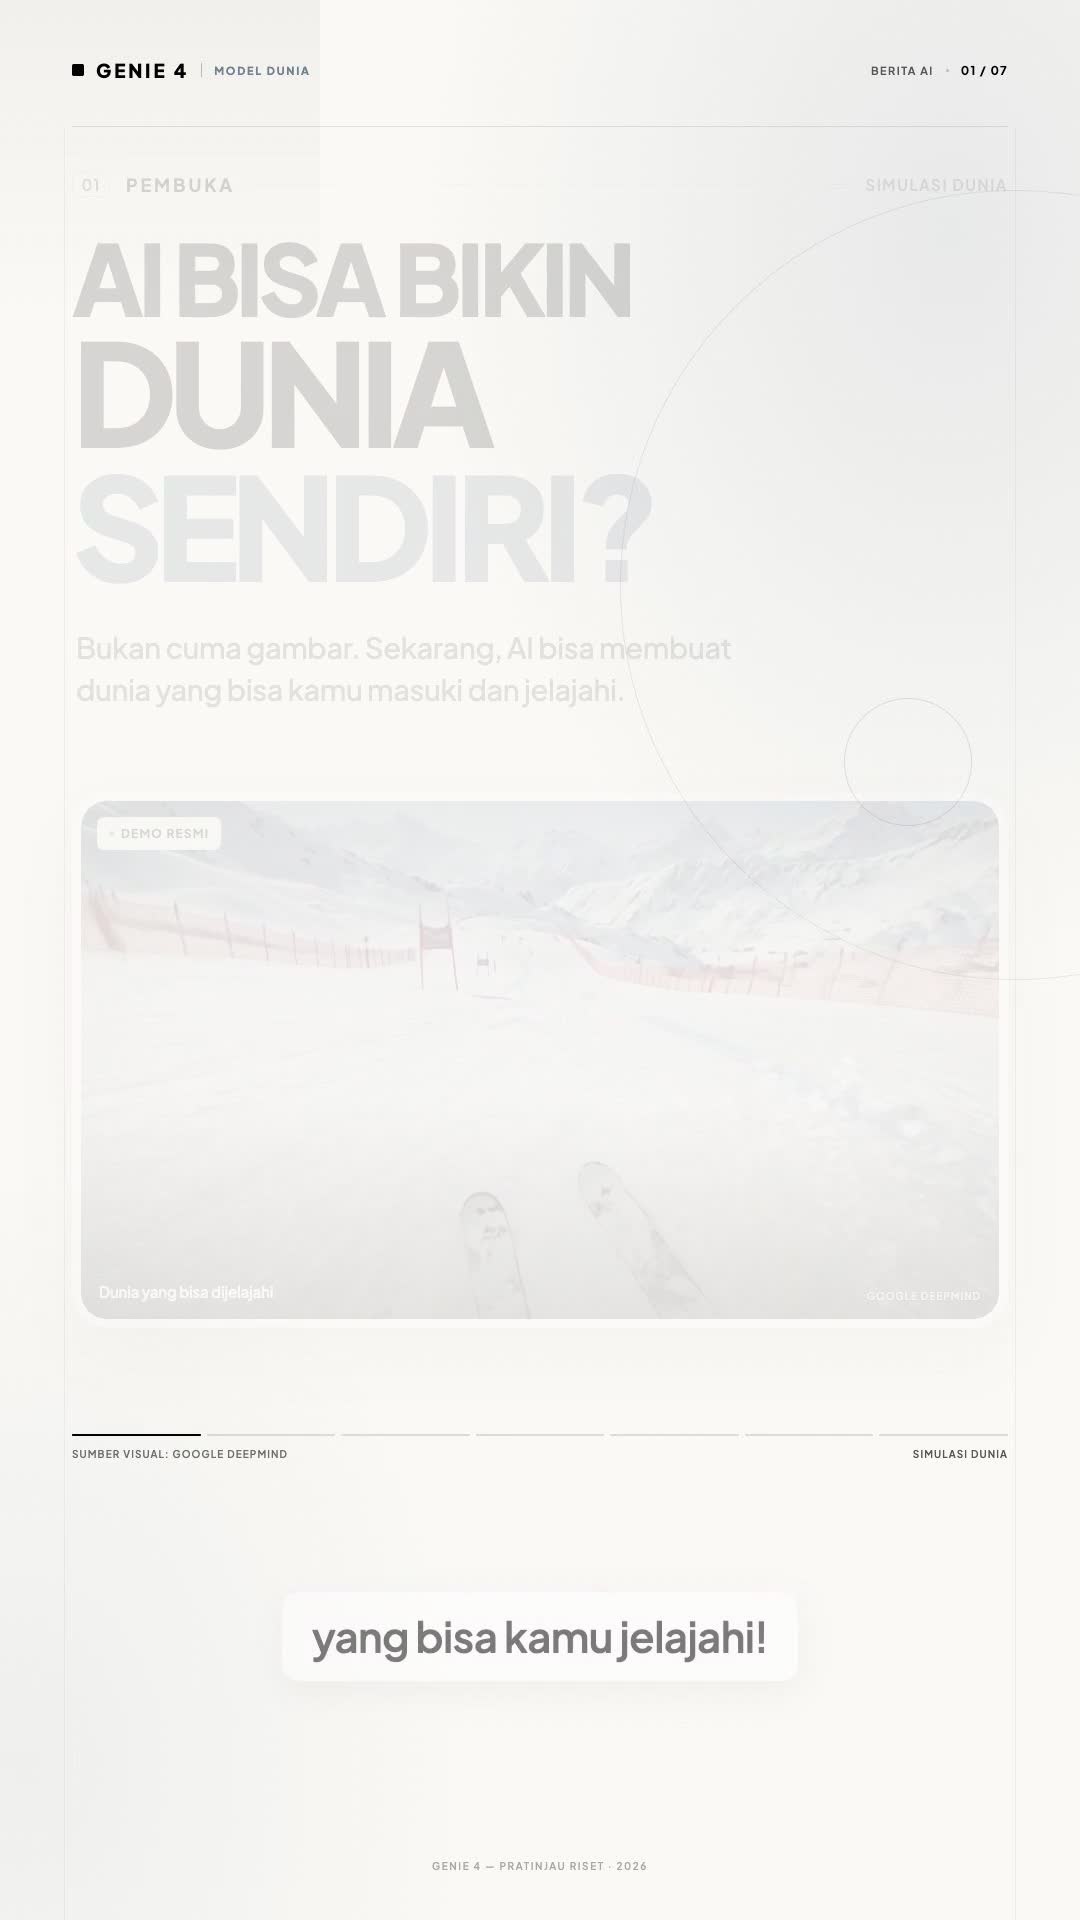 GENIE 4 | MODEL DUNIA
BERITA AI • 01 / 07
01 PEMBUKA
SIMULASI DUNIA
AI BISA BIKIN
DUNIA
SENDIRI?
Bukan cuma gambar. Sekarang, AI bisa membuat
dunia yang bisa kamu masuki dan jelajahi.
• DEMO RESMI
Dunia yang bisa dijelajahi
GOOGLE DEEPMIND
SUMBER VISUAL: GOOGLE DEEPMIND
SIMULASI DUNIA
yang bisa kamu jelajahi!
GENIE 4 — PRATINJAU RISET · 2026